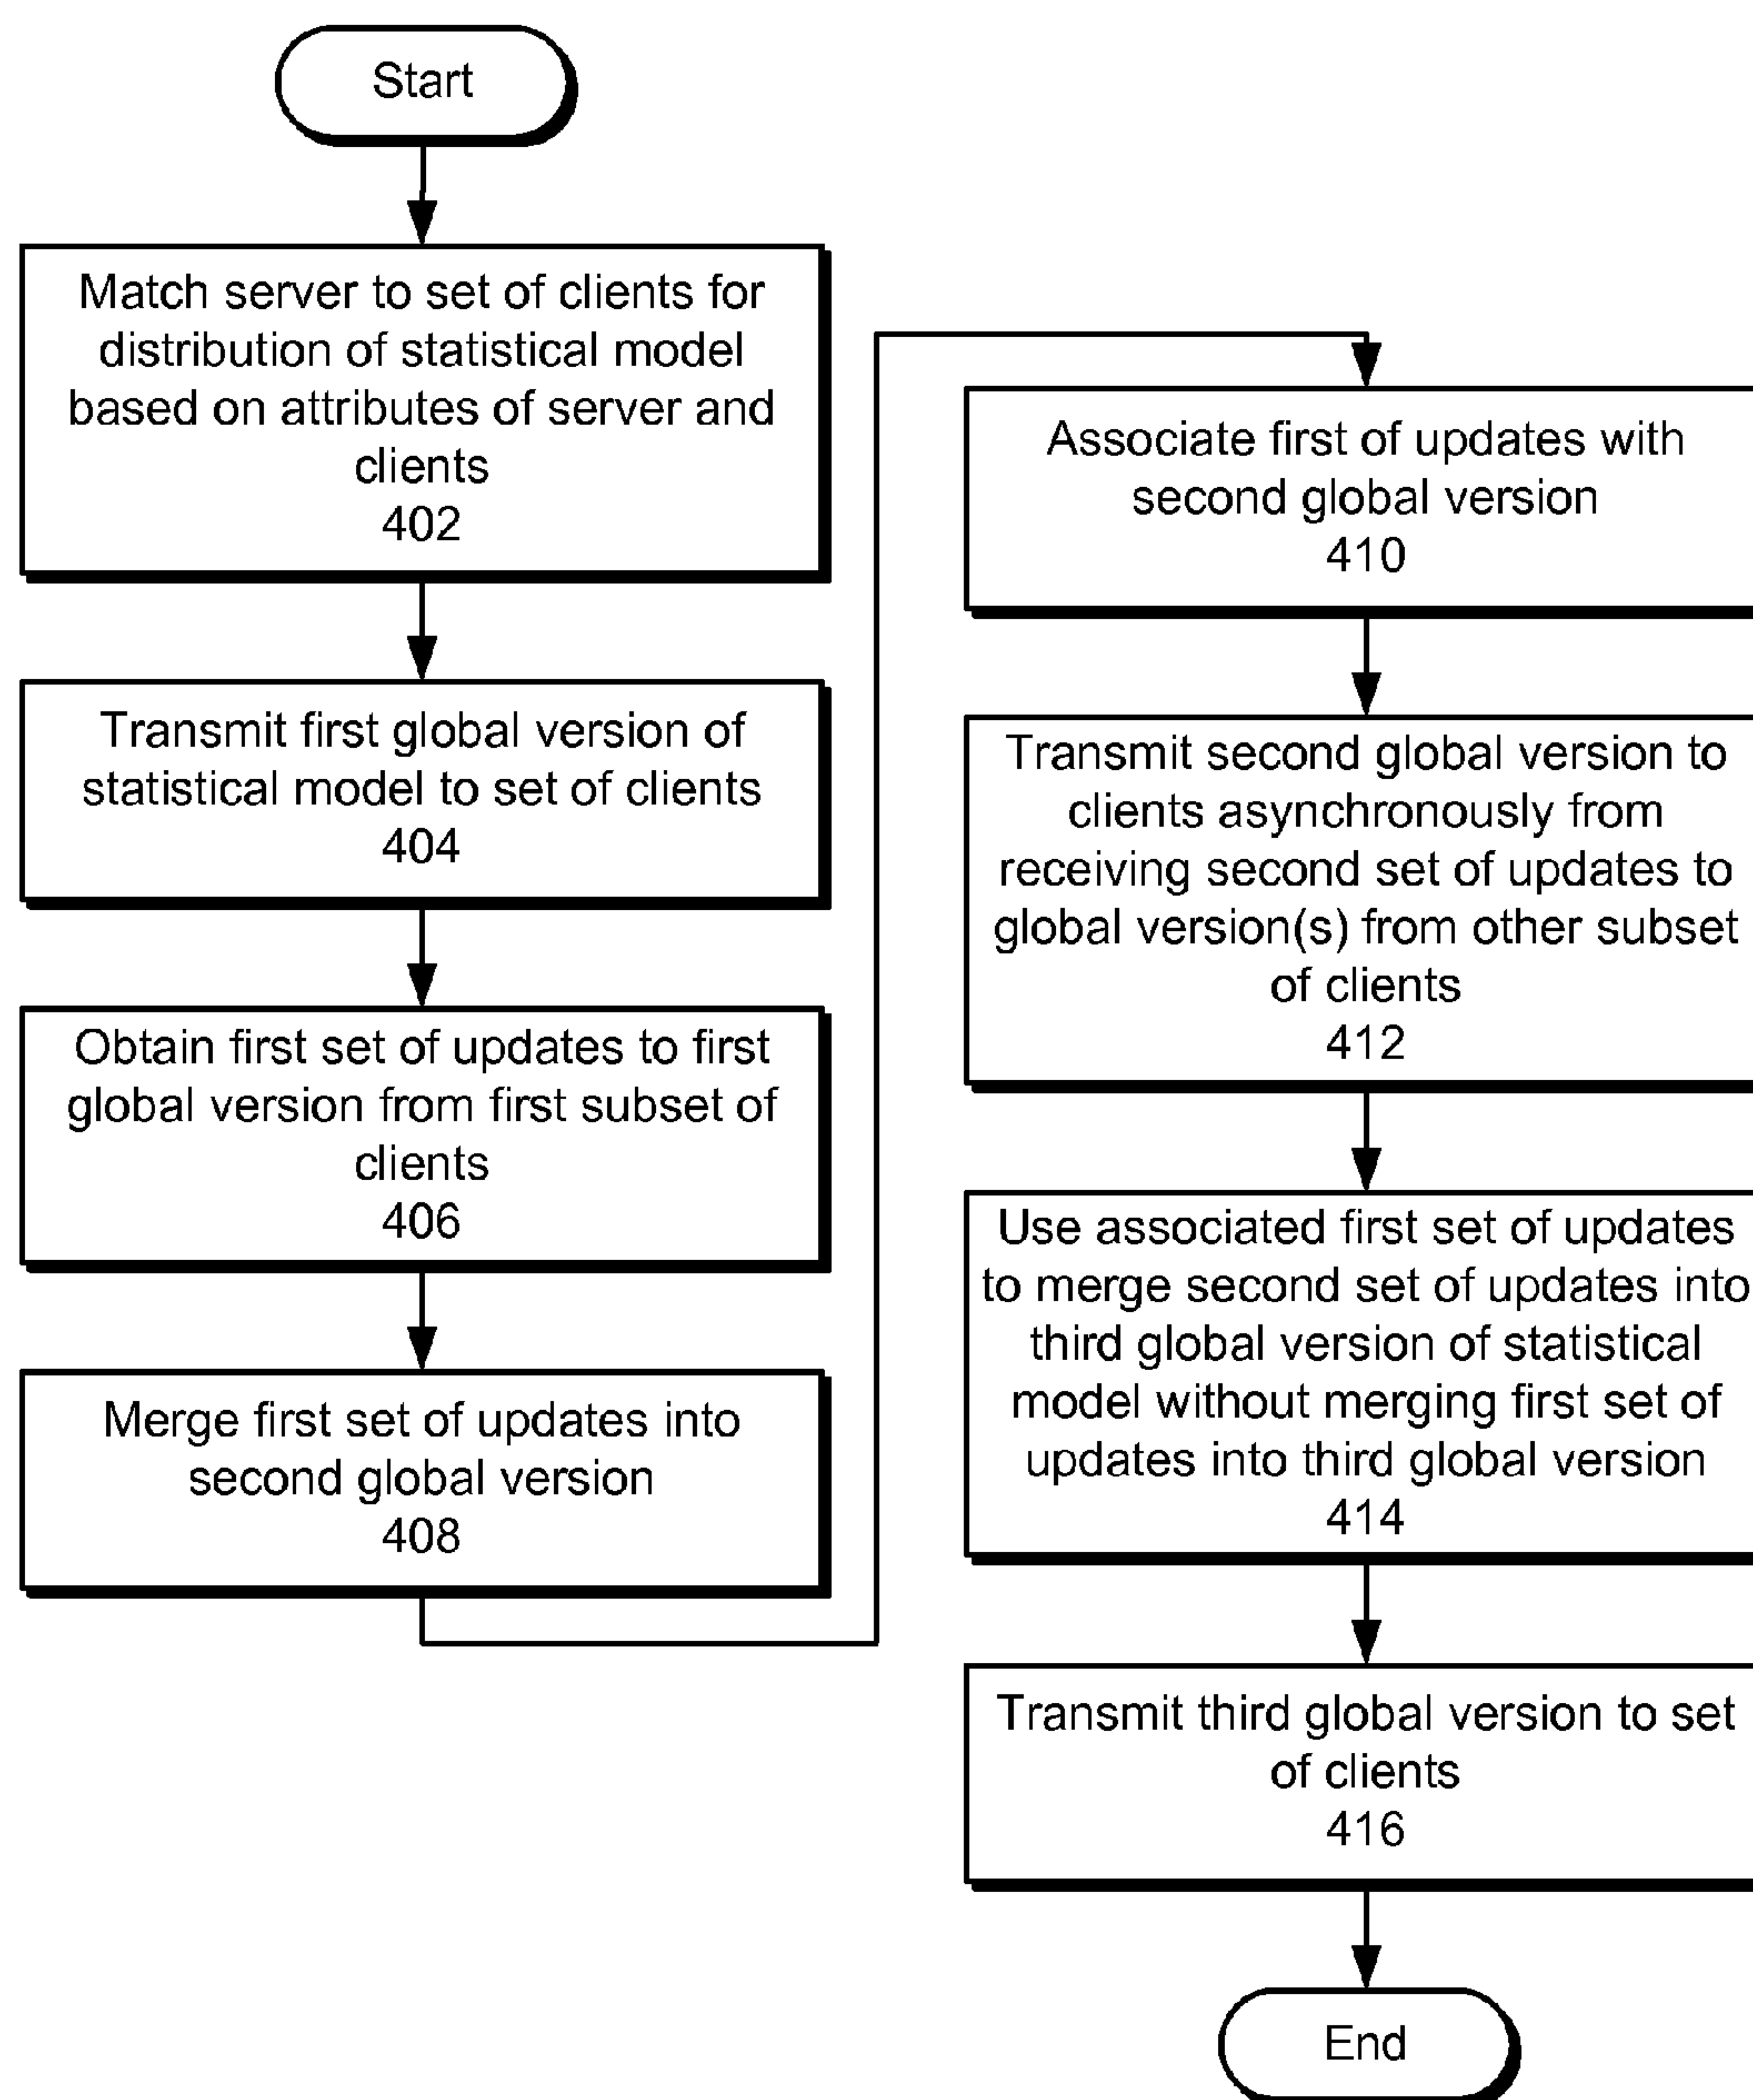 Start
Match server to set of clients for
distribution of statistical model
based on attributes of server and
clients
402
Transmit first global version of
statistical model to set of clients
404
Obtain first set of updates to first
global version from first subset of
clients
406
Merge first set of updates into
second global version
408
Associate first of updates with
second global version
410
Transmit second global version to
clients asynchronously from
receiving second set of updates to
global version(s) from other subset
of clients
412
Use associated first set of updates
to merge second set of updates into
third global version of statistical
model without merging first set of
updates into third global version
414
Transmit third global version to set
of clients
416
End